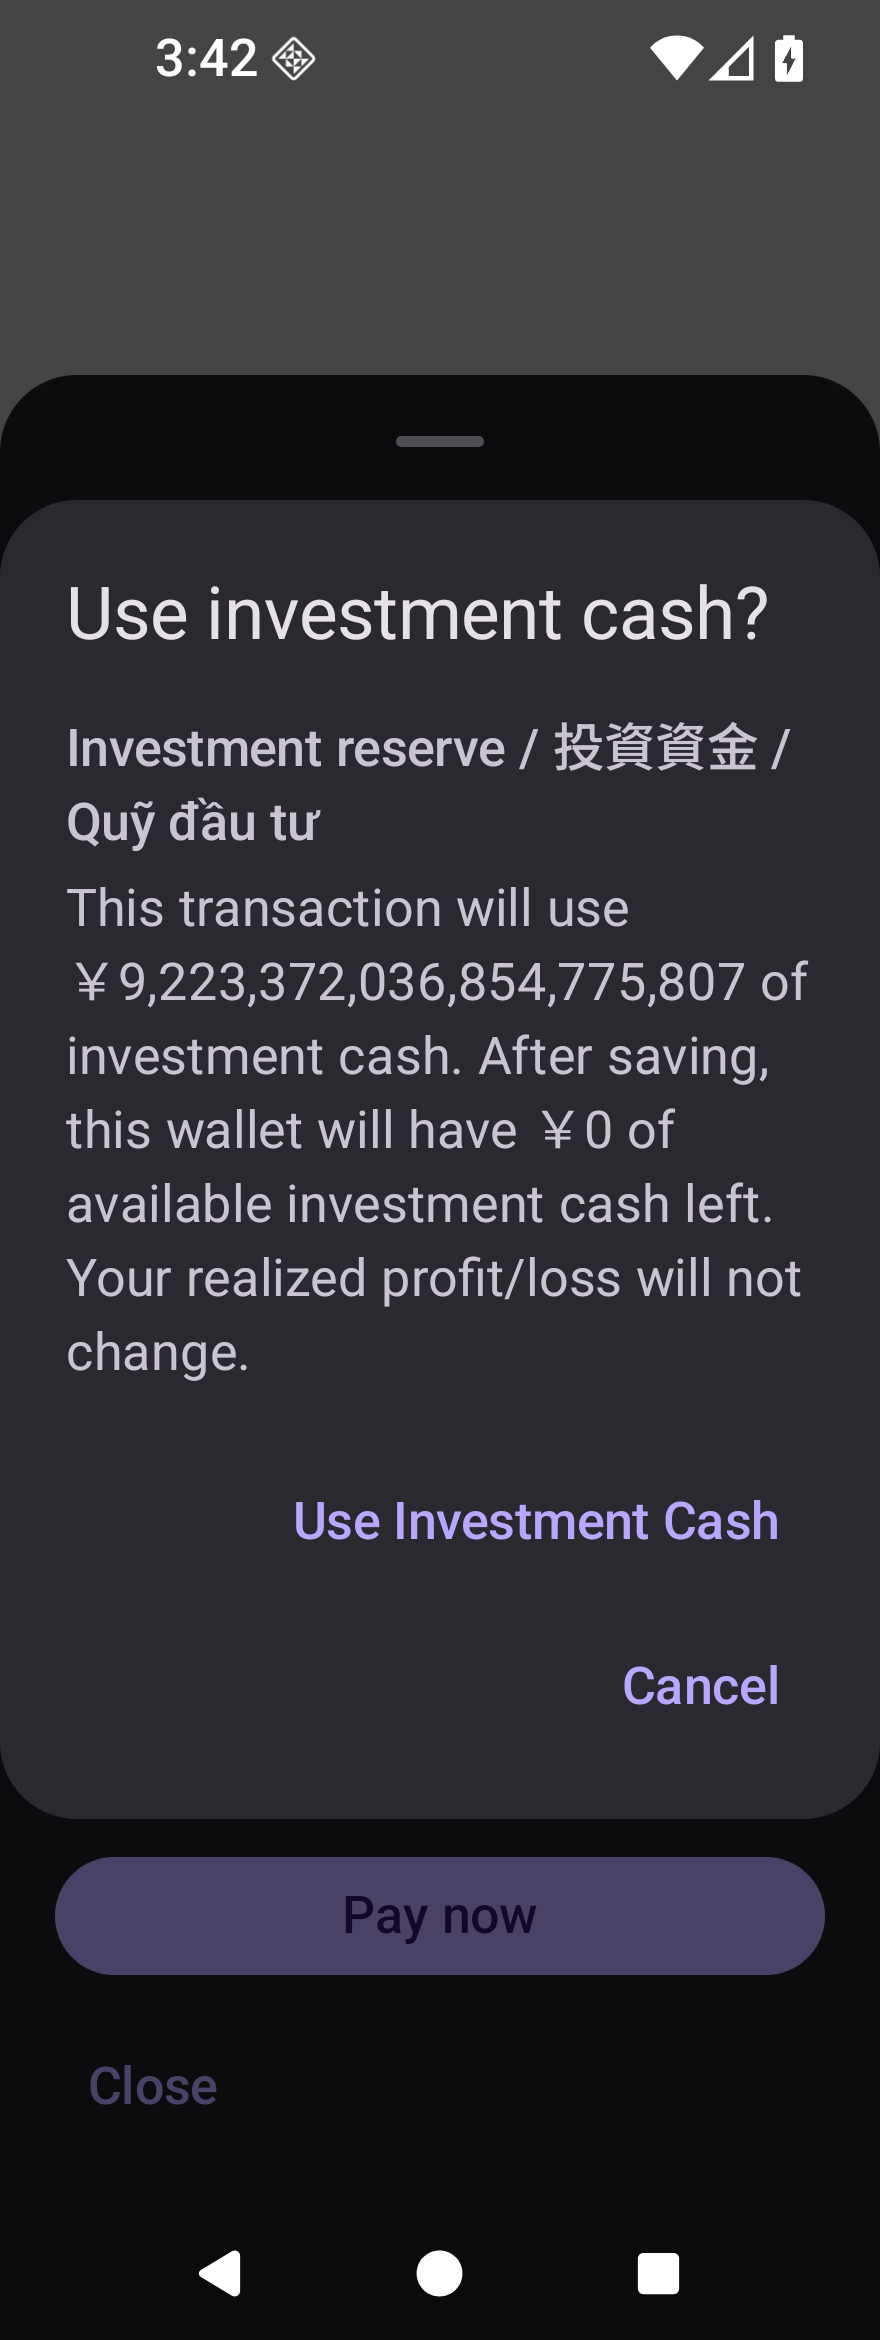 3:42
Use investment cash?
Investment reserve / 投資資金 /
Quỹ đầu tư
This transaction will use
￥9,223,372,036,854,775,807 of
investment cash. After saving,
this wallet will have ￥0 of
available investment cash left.
Your realized profit/loss will not
change.
Use Investment Cash
Cancel
Pay now
Close